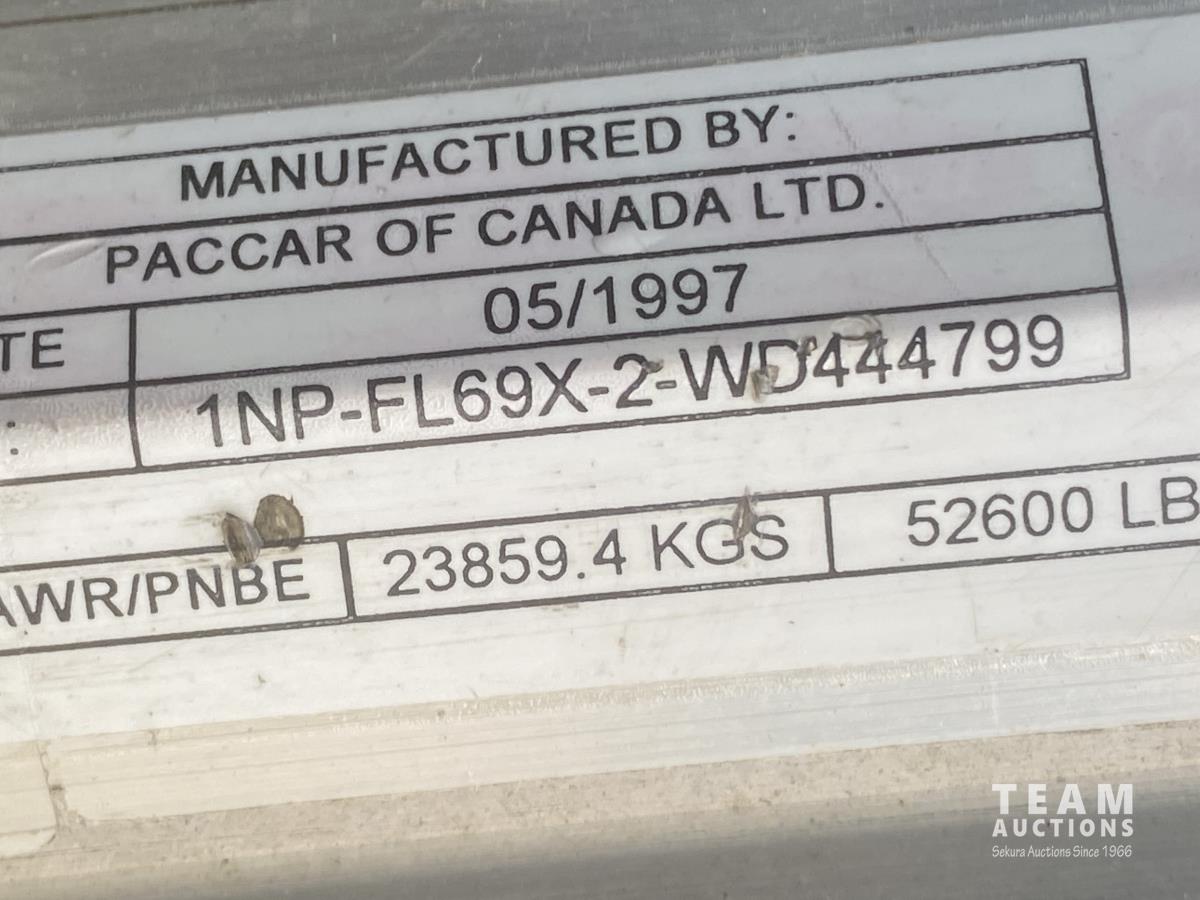 MANUFACTURED BY:
PACCAR OF CANADA LTD.
TE 05/1997
: 1NP-FL69X-2-WD444799
AWR/PNBE 23859.4 KGS 52600 LB
TEAM
AUCTIONS
Sekura Auctions Since 1966